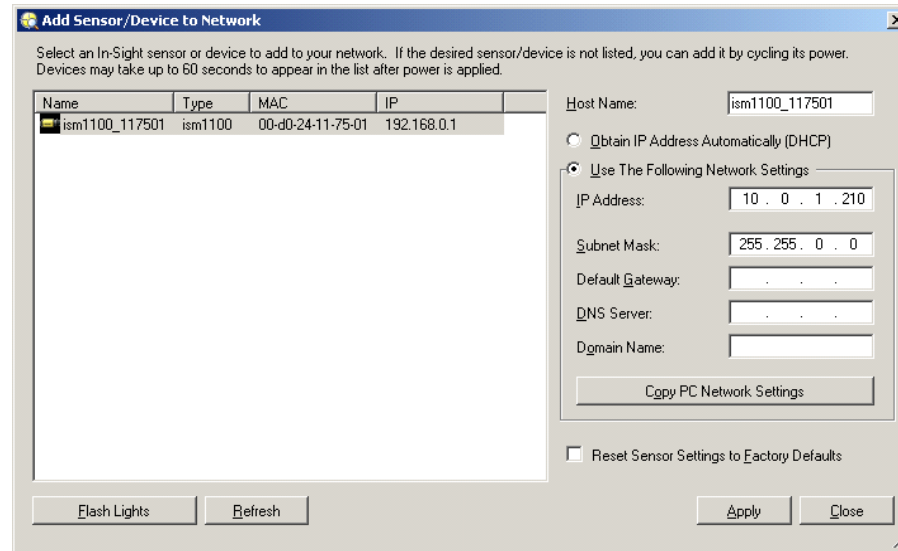 Add Sensor/Device to Network
Select an In-Sight sensor or device to add to your network. If the desired sensor/device is not listed, you can add it by cycling its power.
Devices may take up to 60 seconds to appear in the list after power is applied.
Name Type MAC IP
ism1100_117501 ism1100 00-d0-24-11-75-01 192.168.0.1
Host Name: ism1100_117501
Obtain IP Address Automatically (DHCP)
Use The Following Network Settings
IP Address: 10 . 0 . 1 . 210
Subnet Mask: 255 . 255 . 0 . 0
Default Gateway: . . .
DNS Server: . . .
Domain Name:
Copy PC Network Settings
Reset Sensor Settings to Factory Defaults
Flash Lights Refresh Apply Close